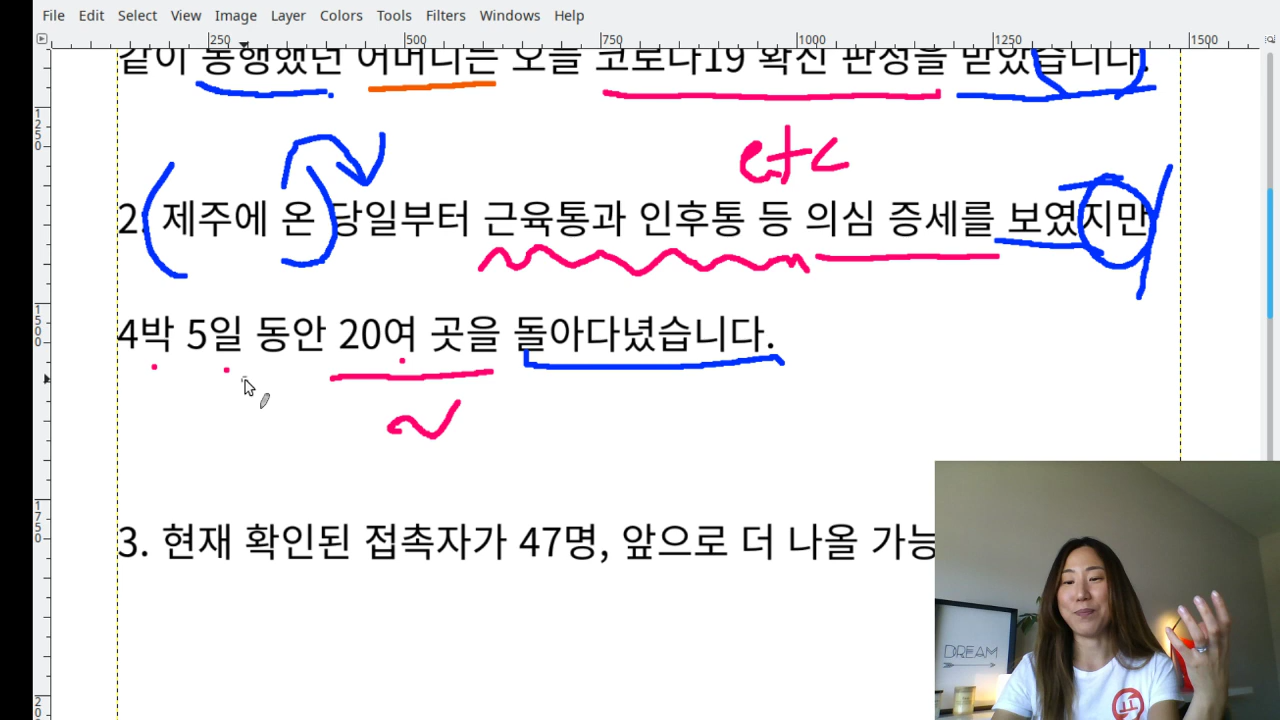 File Edit Select View Image Layer Colors Tools Filters Windows Help
250 500 750 1000 1250 1500
같이 동행했던 어머니는 오늘 코로나19 확진 판정을 받았습니다.
1250
etc
2. 제주에 온 당일부터 근육통과 인후통 등 의심 증세를 보였지만
1500
4박 5일 동안 20여 곳을 돌아다녔습니다.
1750
3. 현재 확인된 접촉자가 47명, 앞으로 더 나올 가능
DREAM